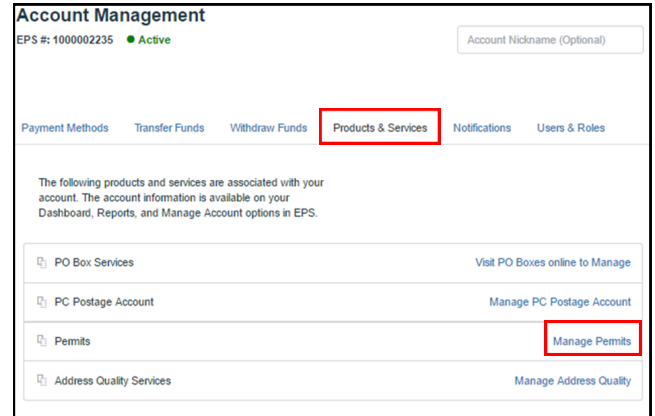 Account Management
EPS #: 1000002235 Active
Account Nickname (Optional)
Payment Methods Transfer Funds Withdraw Funds Products & Services Notifications Users & Roles
The following products and services are associated with your
account. The account information is available on your
Dashboard, Reports, and Manage Account options in EPS.
PO Box Services Visit PO Boxes online to Manage
PC Postage Account Manage PC Postage Account
Permits Manage Permits
Address Quality Services Manage Address Quality